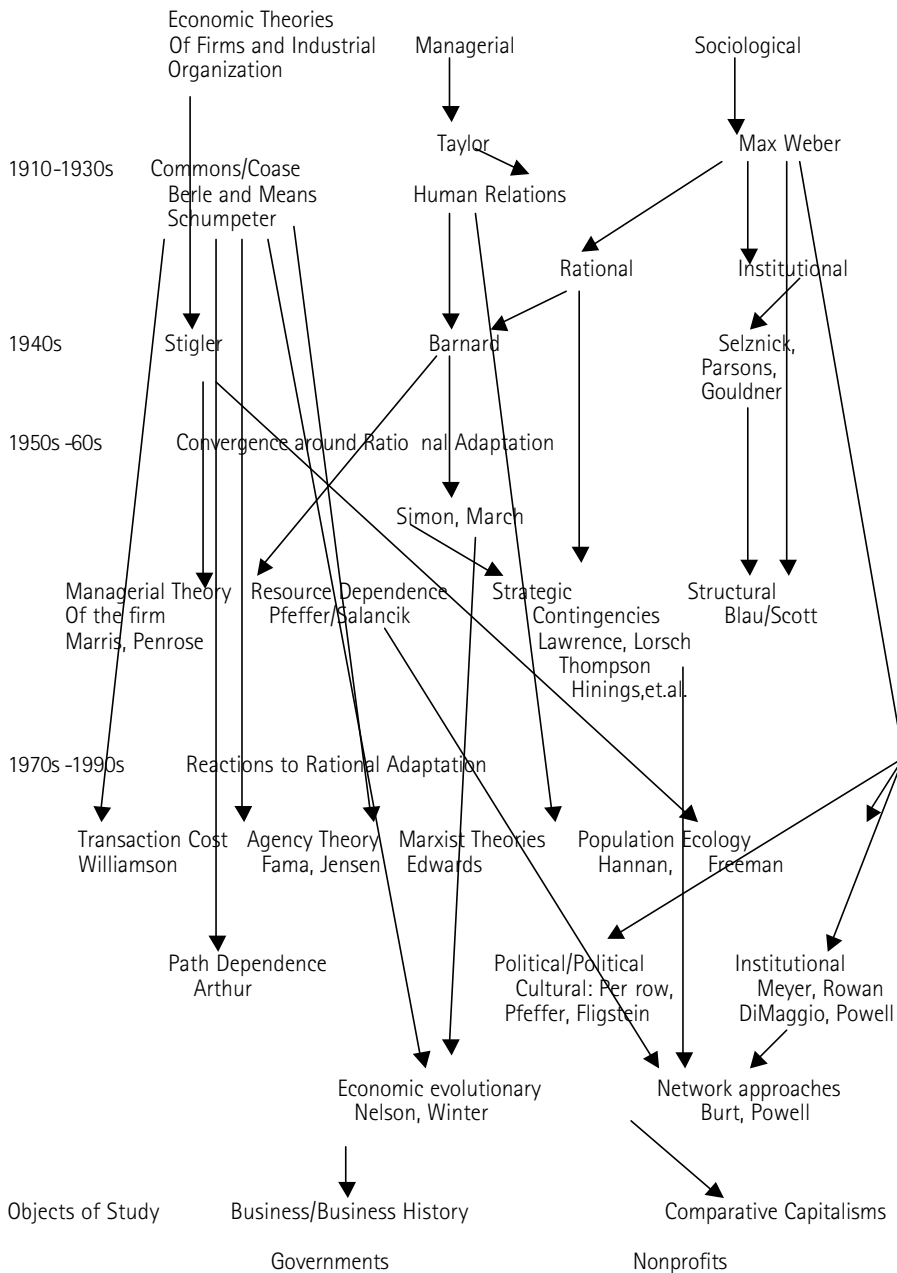 Economic Theories
Of Firms and Industrial
Organization
Managerial
Sociological
Taylor
Max Weber
1910-1930s
Commons/Coase
Berle and Means
Schumpeter
Human Relations
Rational
Institutional
1940s
Stigler
Barnard
Selznick,
Parsons,
Gouldner
1950s-60s
Convergence around Ratio nal Adaptation
Simon, March
Managerial Theory
Of the firm
Marris, Penrose
Resource Dependence
Pfeffer/Salancik
Strategic
Contingencies
Lawrence, Lorsch
Thompson
Hinings,et.al.
Structural
Blau/Scott
1970s-1990s
Reactions to Rational Adaptation
Transaction Cost
Williamson
Agency Theory
Fama, Jensen
Marxist Theories
Edwards
Population Ecology
Hannan, Freeman
Path Dependence
Arthur
Political/Political
Cultural: Per row,
Pfeffer, Fligstein
Institutional
Meyer, Rowan
DiMaggio, Powell
Economic evolutionary
Nelson, Winter
Network approaches
Burt, Powell
Objects of Study
Business/Business History
Comparative Capitalisms
Governments
Nonprofits